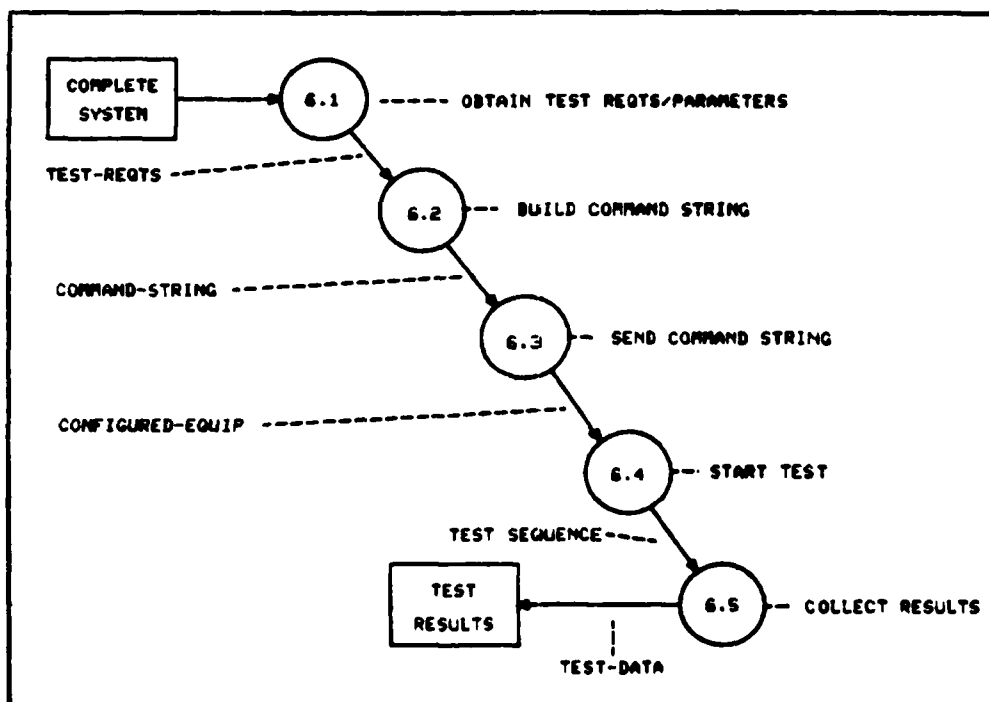 COMPLETE
SYSTEM
6.1
OBTAIN TEST REQTS/PARAMETERS
TEST-REQTS
6.2
BUILD COMMAND STRING
COMMAND-STRING
6.3
SEND COMMAND STRING
CONFIGURED-EQUIP
6.4
START TEST
TEST SEQUENCE
TEST
RESULTS
6.5
COLLECT RESULTS
TEST-DATA